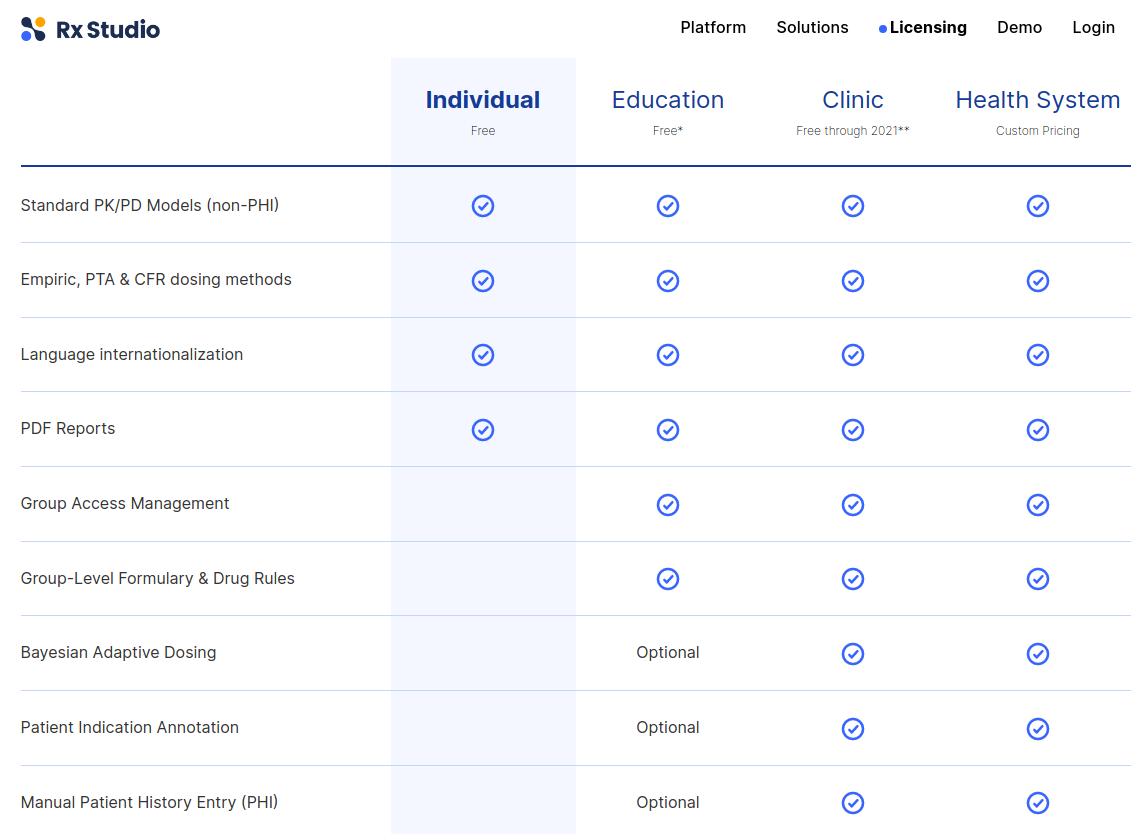 Rx Studio
Platform Solutions Licensing Demo Login
Individual Education Clinic Health System
Free Free* Free through 2021** Custom Pricing
Standard PK/PD Models (non-PHI)
Empiric, PTA & CFR dosing methods
Language internationalization
PDF Reports
Group Access Management
Group-Level Formulary & Drug Rules
Bayesian Adaptive Dosing Optional
Patient Indication Annotation Optional
Manual Patient History Entry (PHI) Optional